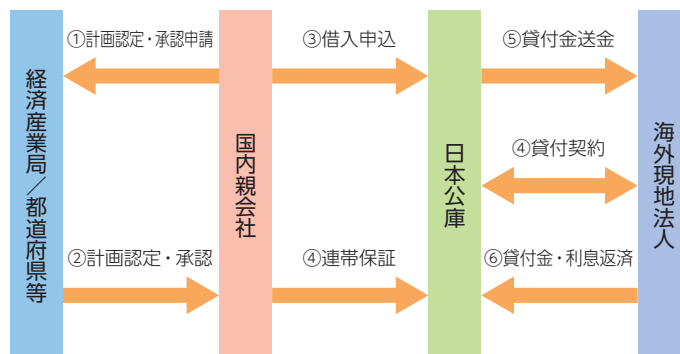 ①計画認定・承認申請
③借入申込
⑤貸付金送金
経済産業局／都道府県等
国内親会社
日本公庫
海外現地法人
④貸付契約
②計画認定・承認
④連帯保証
⑥貸付金・利息返済